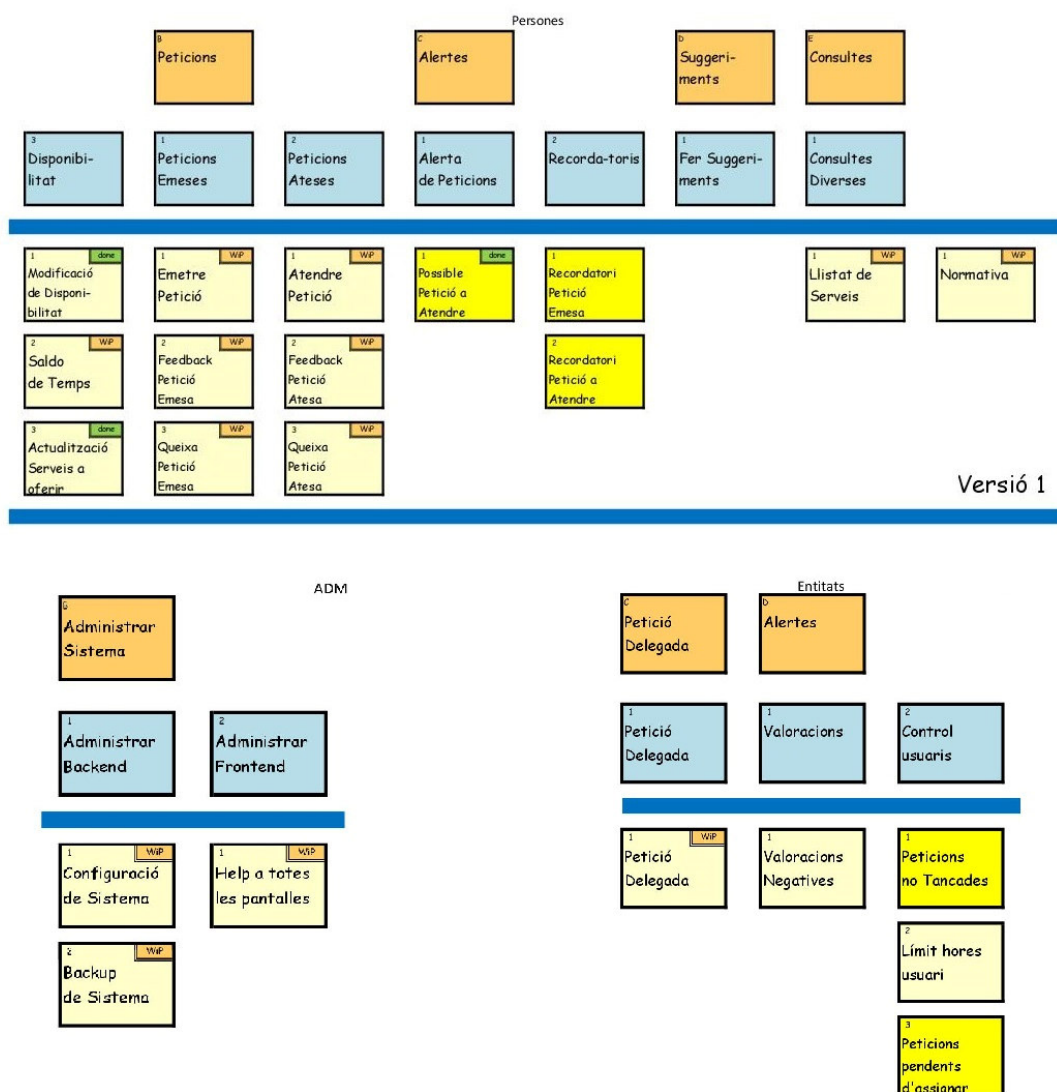 Persones
B
Peticions
C
Alertes
D
Suggeri-
ments
E
Consultes
3
Disponibi-
litat
1
Peticions
Emeses
2
Peticions
Ateses
1
Alerta
de Peticions
2
Recorda-toris
1
Fer Suggeri-
ments
1
Consultes
Diverses
1 done
Modificació
de Disponi-
bilitat
1 WiP
Emetre
Petició
1 WiP
Atendre
Petició
1 done
Possible
Petició a
Atendre
1
Recordatori
Petició
Emesa
1 WiP
Llistat de
Serveis
1 WiP
Normativa
2 WiP
Saldo
de Temps
2 WiP
Feedback
Petició
Emesa
2 WiP
Feedback
Petició
Atesa
2
Recordatori
Petició a
Atendre
3 done
Actualització
Serveis a
oferir
3 WiP
Queixa
Petició
Emesa
3 WiP
Queixa
Petició
Atesa
Versió 1
ADM
G
Administrar
Sistema
1
Administrar
Backend
2
Administrar
Frontend
1 WiP
Configuració
de Sistema
1 WiP
Help a totes
les pantalles
2 WiP
Backup
de Sistema
Entitats
C
Petició
Delegada
D
Alertes
1
Petició
Delegada
1
Valoracions
2
Control
usuaris
1 WiP
Petició
Delegada
1
Valoracions
Negatives
1
Peticions
no Tancades
2
Límit hores
usuari
3
Peticions
pendents
d'assignar